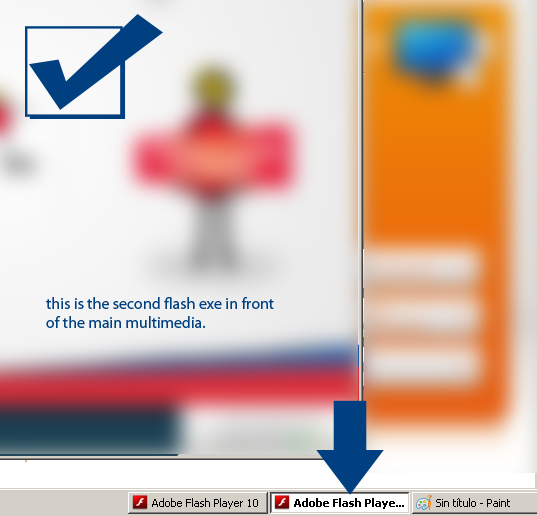 this is the second flash exe in front
of the main multimedia.
Adobe Flash Player 10
Adobe Flash Playe...
Sin título - Paint